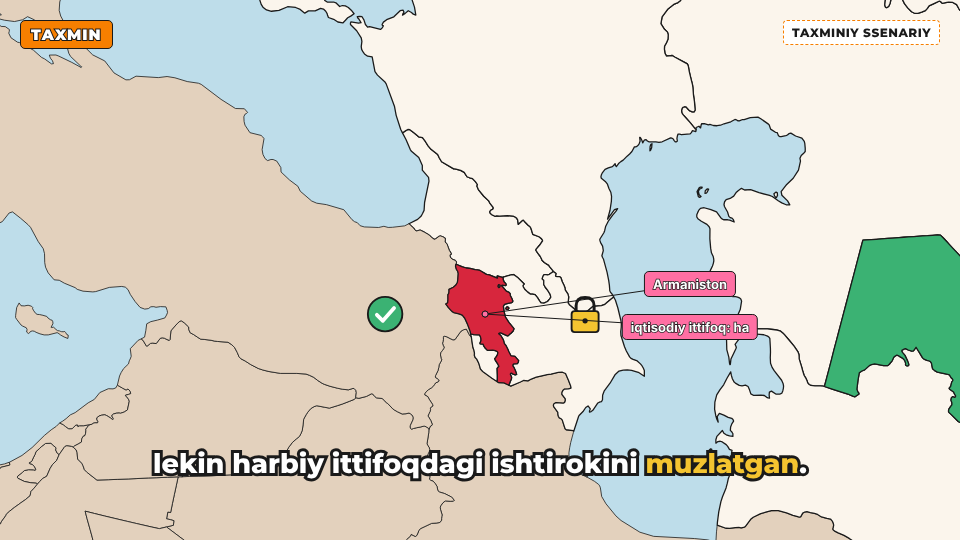 TAXMIN
TAXMINIY SSENARIY
Armaniston
iqtisodiy ittifoq: ha
lekin harbiy ittifoqdagi ishtirokini muzlatgan.